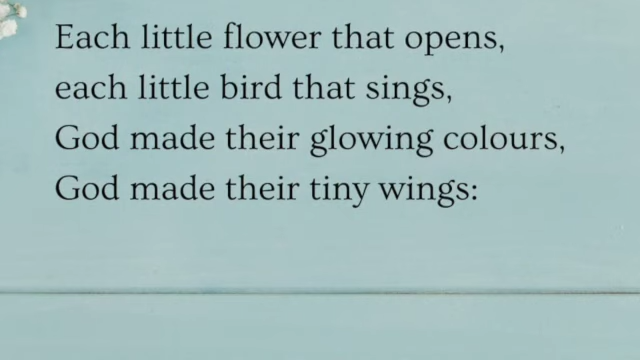 Each little flower that opens,
each little bird that sings,
God made their glowing colours,
God made their tiny wings: